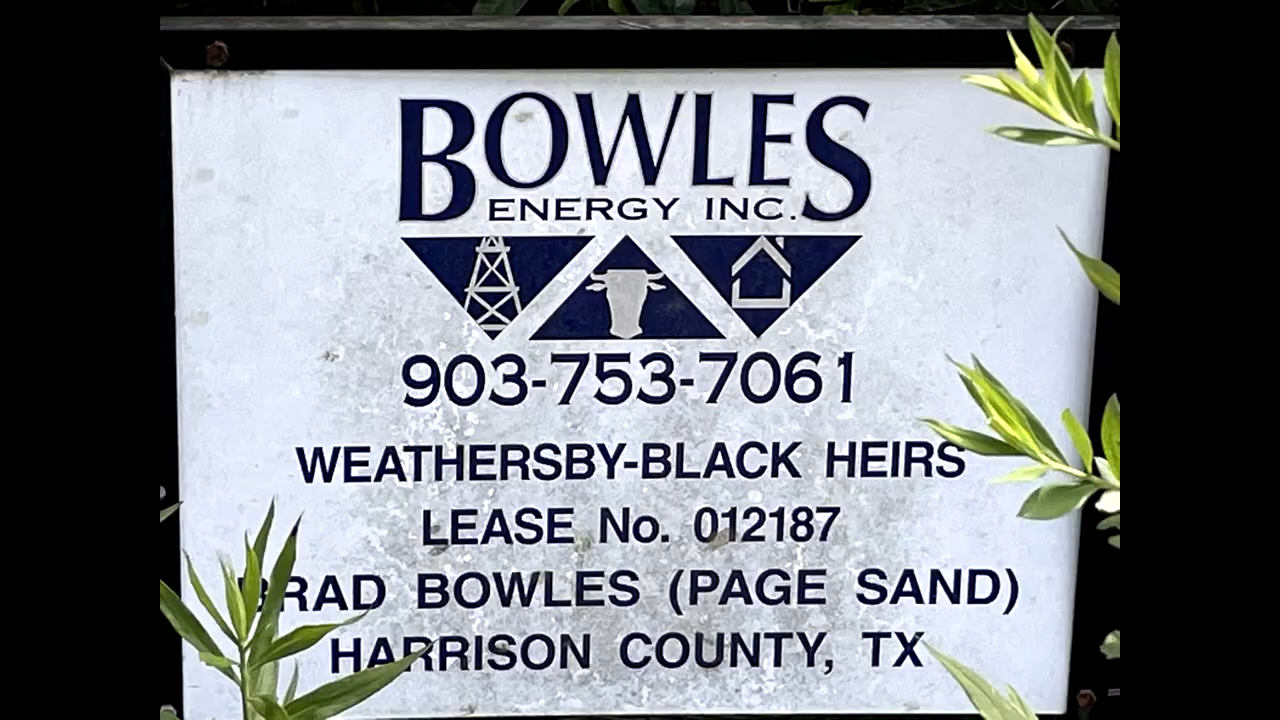 BOWLES
ENERGY INC.
903-753-7061
WEATHERSBY-BLACK HEIRS
LEASE No. 012187
BRAD BOWLES (PAGE SAND)
HARRISON COUNTY, TX